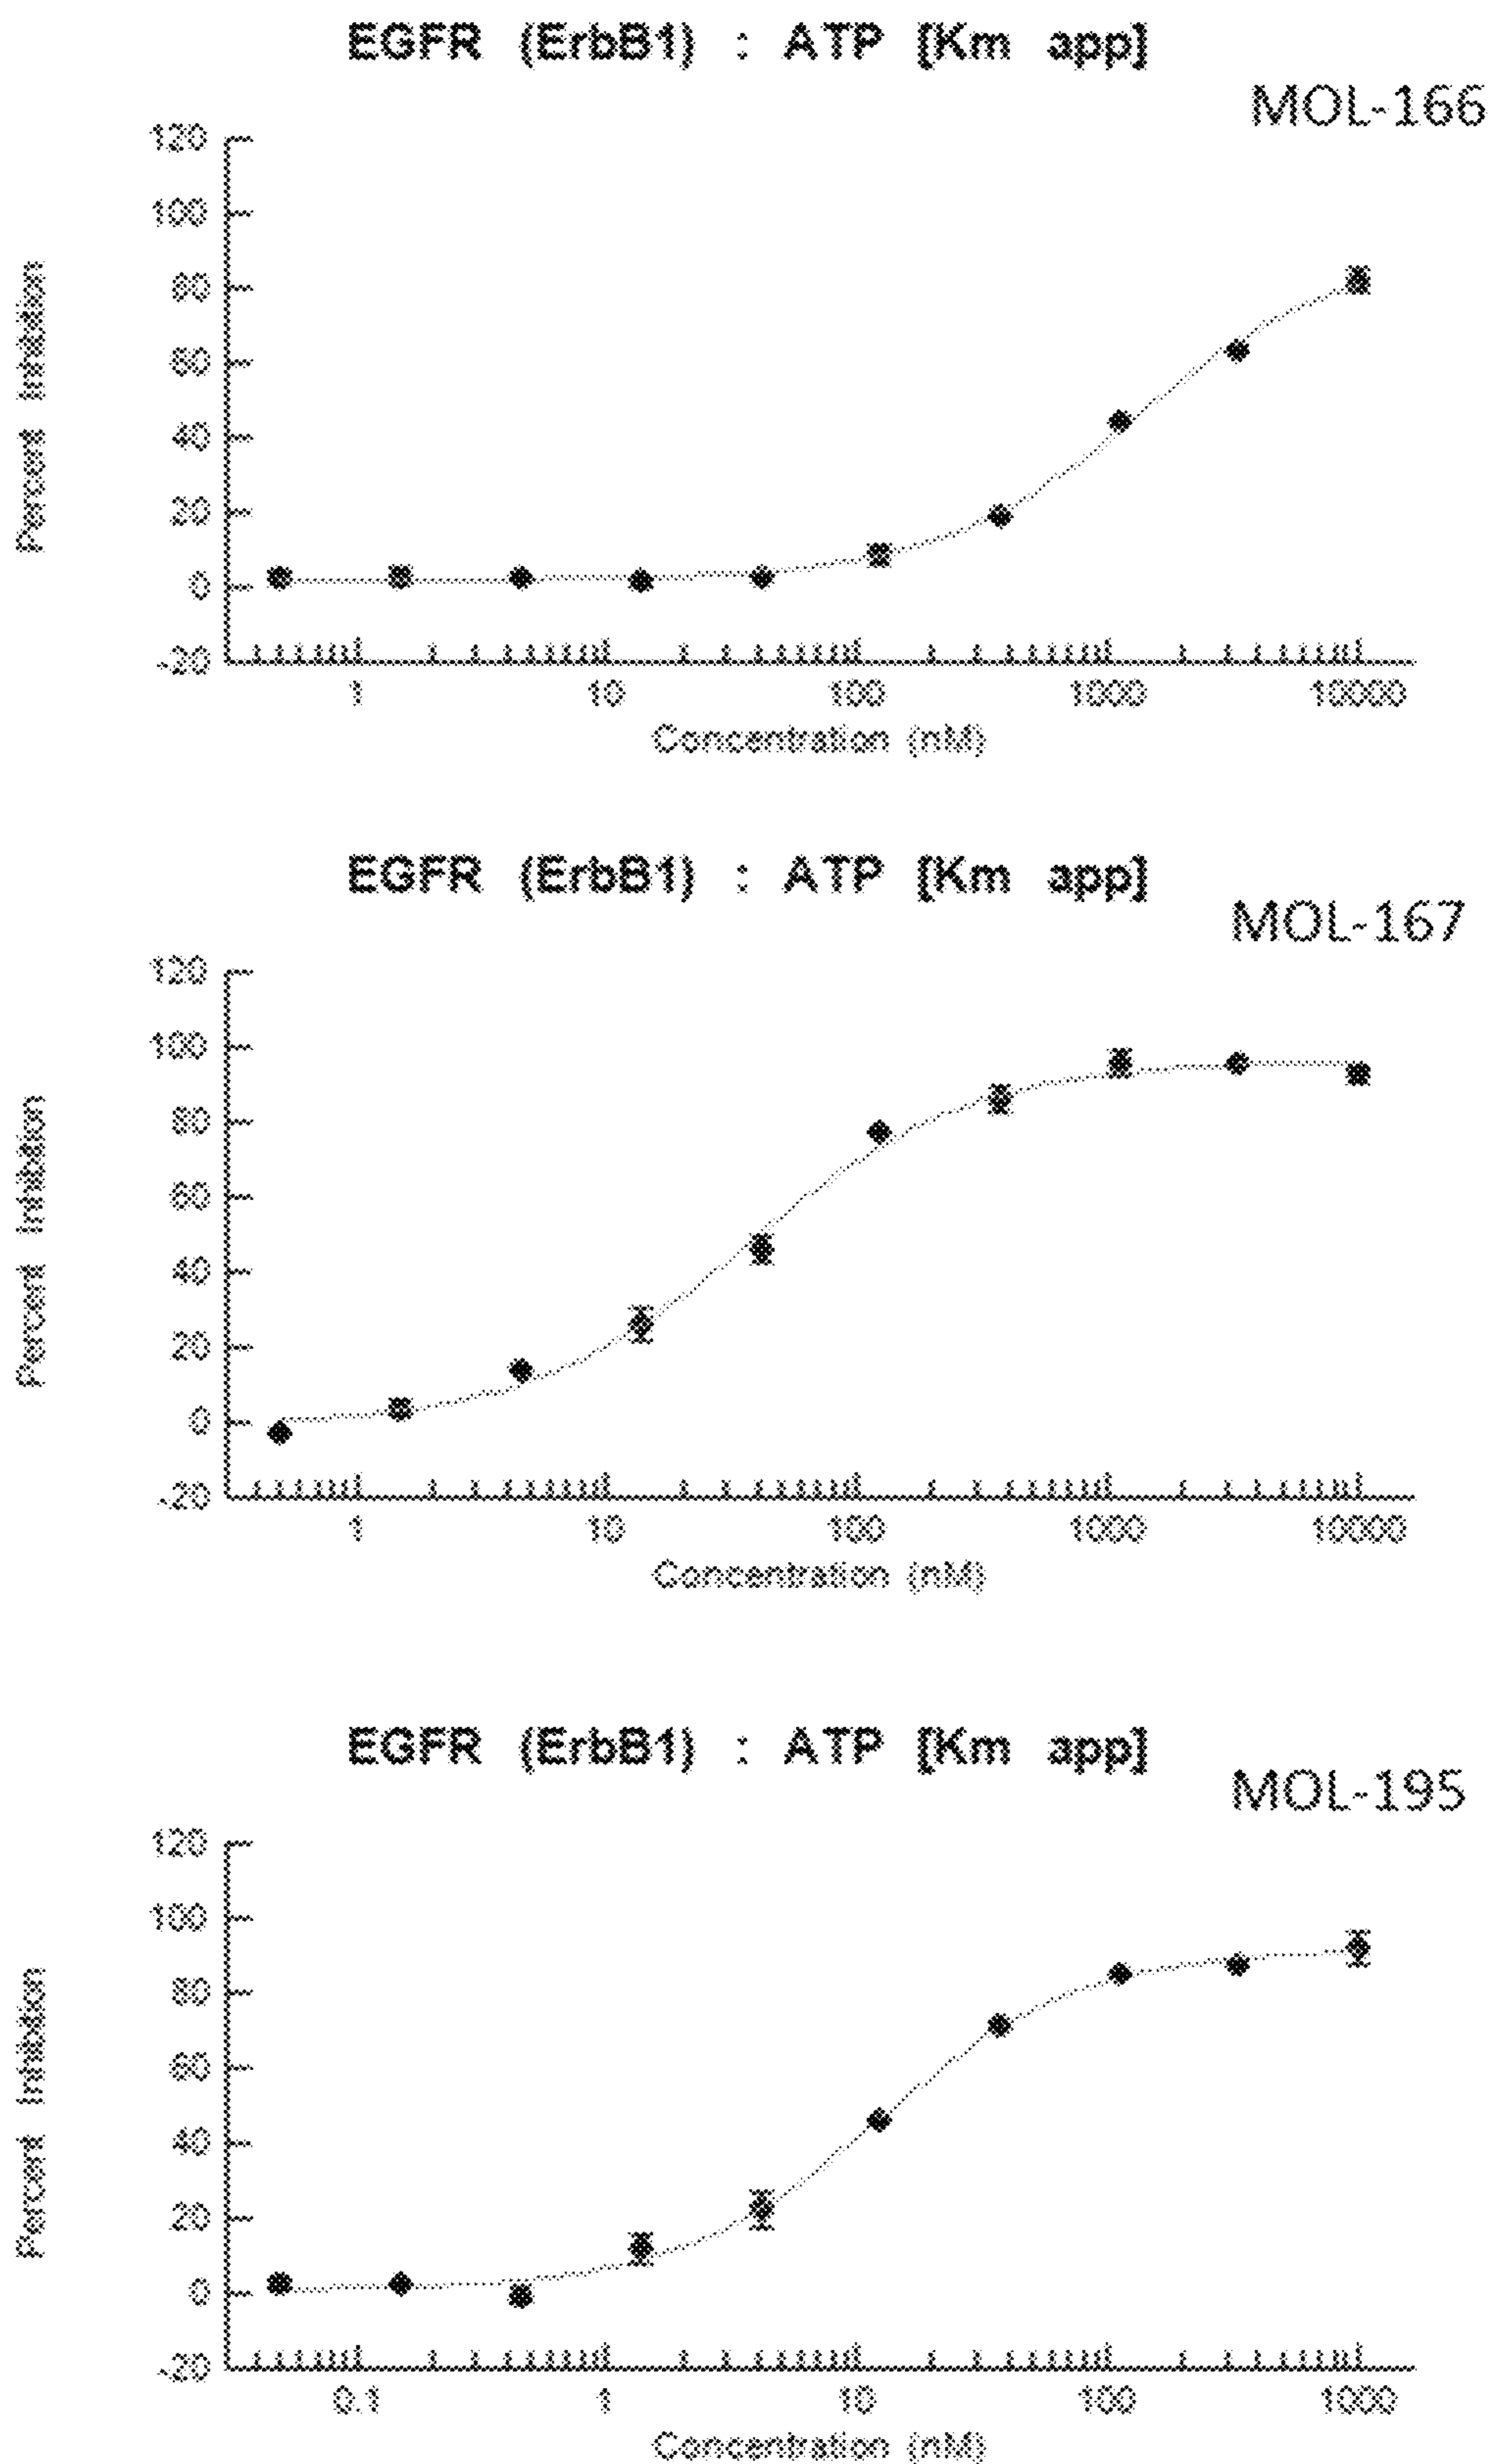 EGFR (ErbB1) : ATP [Km app]
MOL-166
120
100
80
60
40
20
0
-20
Percent Inhibition
1 10 100 1000 10000
Concentration (nM)
EGFR (ErbB1) : ATP [Km app]
MOL-167
120
100
80
60
40
20
0
-20
Percent Inhibition
1 10 100 1000 10000
Concentration (nM)
EGFR (ErbB1) : ATP [Km app]
MOL-195
120
100
80
60
40
20
0
-20
Percent Inhibition
0.1 1 10 100 1000
Concentration (nM)